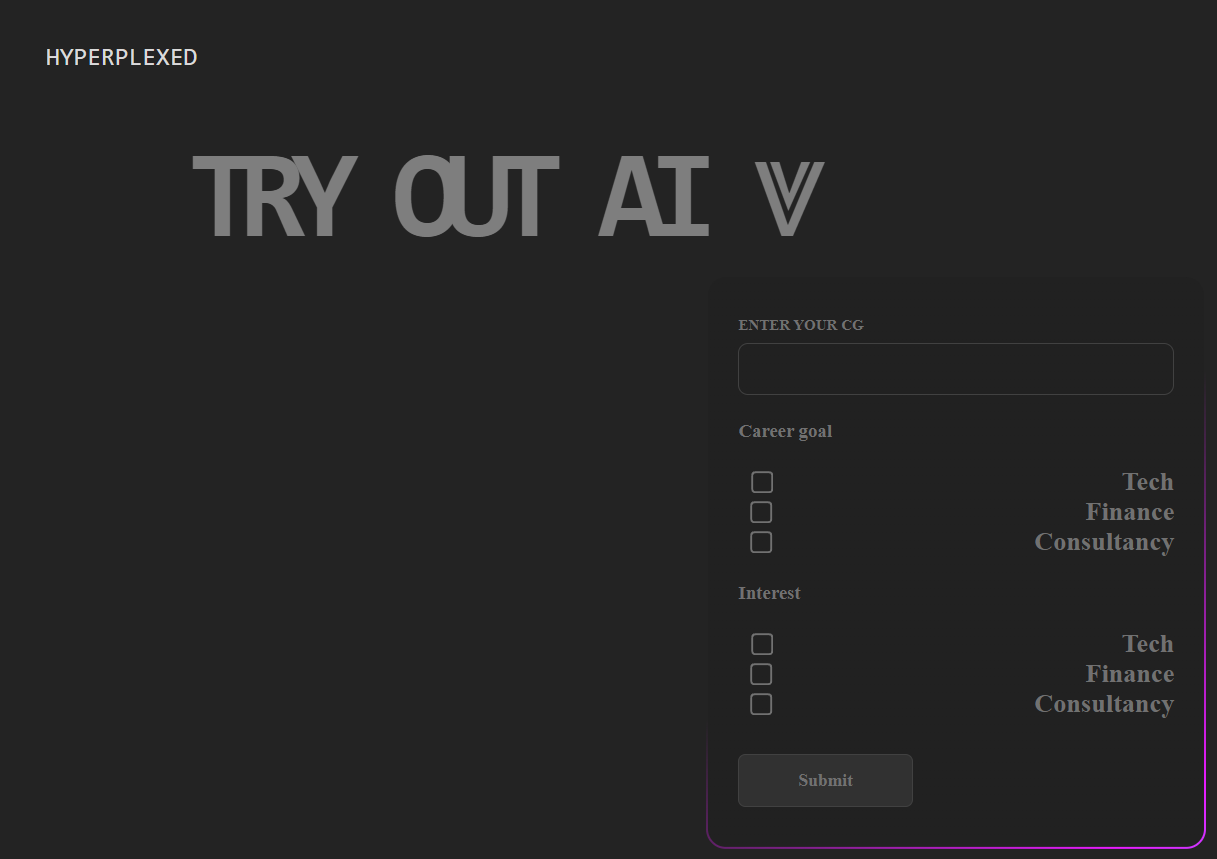 HYPERPLEXED
TRY OUT AI V
ENTER YOUR CG
Career goal
Tech
Finance
Consultancy
Interest
Tech
Finance
Consultancy
Submit